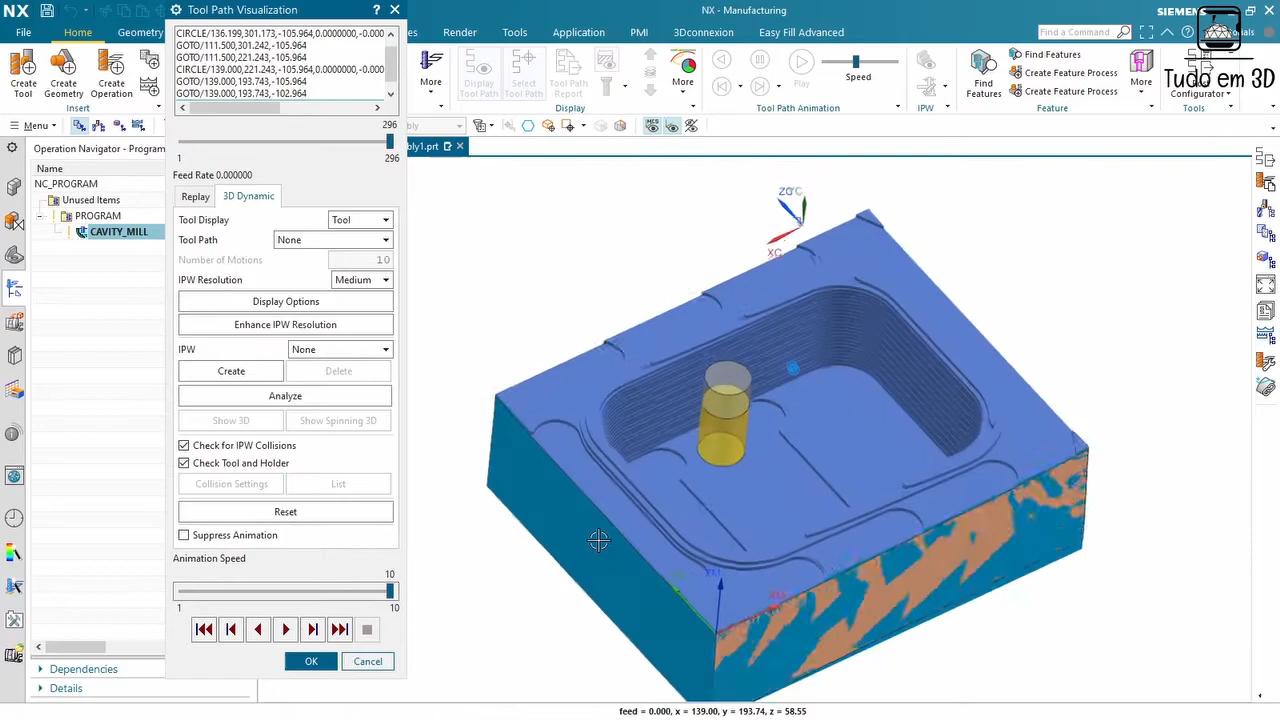 NX
Tool Path Visualization
?
NX - Manufacturing
SIEMENS
File
Home
Geometry
Render
Tools
Application
PMI
3Dconnexion
Easy Fill Advanced
Find a Command
Create Tool
Create Geometry
Create Operation
Insert
More
Display Tool Path
Select Tool Path
Tool Path Report
Display
More
Play
Speed
Tool Path Animation
IPW
Find Features
Find Features
Create Feature Process
Create Feature Process
More
Feature
Tools
Tudo em 3D
Menu
CIRCLE/136.199,301.173,-105.964,0.0000000,-0.000
GOTO/111.500,301.242,-105.964
GOTO/111.500,221.243,-105.964
CIRCLE/139.000,221.243,-105.964,0.0000000,-0.000
GOTO/139.000,193.743,-105.964
GOTO/139.000,193.743,-102.964
296
1
296
Feed Rate 0.000000
Replay
3D Dynamic
Tool Display
Tool
Tool Path
None
Number of Motions
10
IPW Resolution
Medium
Display Options
Enhance IPW Resolution
IPW
None
Create
Delete
Analyze
Show 3D
Show Spinning 3D
Check for IPW Collisions
Check Tool and Holder
Collision Settings
List
Reset
Suppress Animation
Animation Speed
10
1
10
OK
Cancel
Operation Navigator - Program
Name
NC_PROGRAM
Unused Items
PROGRAM
CAVITY_MILL
Dependencies
Details
bly1.prt
XC
feed = 0.000, x = 139.00, y = 193.74, z = 58.55